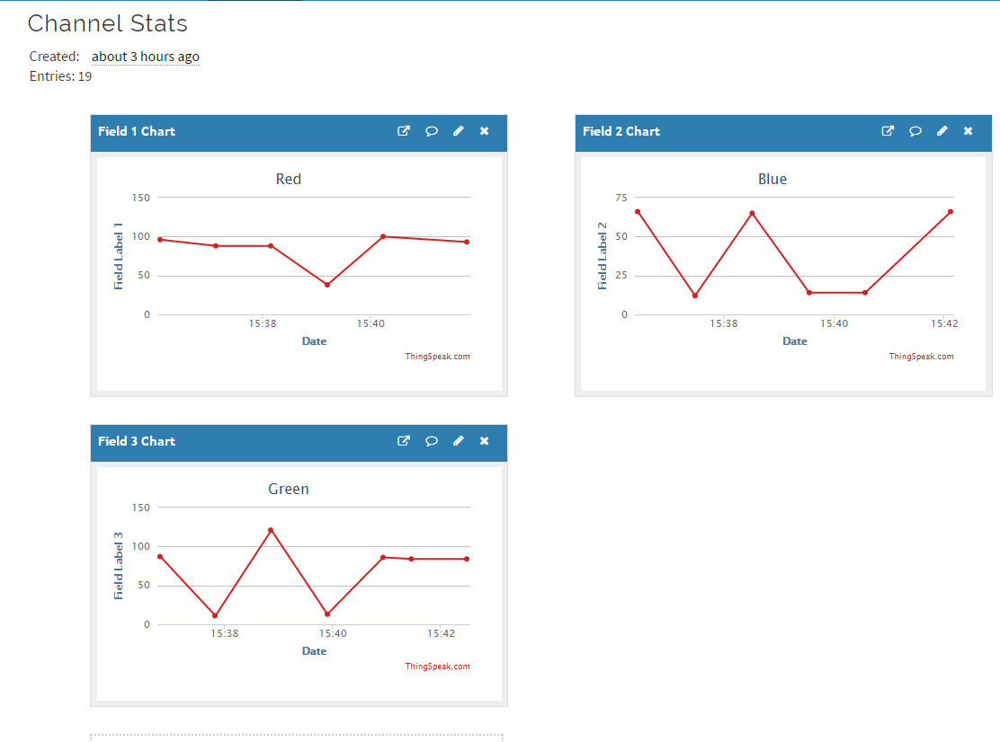 Channel Stats
Created: about 3 hours ago
Entries: 19
Field 1 Chart
Red
Field Label 1
150
100
50
0
15:38 15:40
Date
ThingSpeak.com
Field 2 Chart
Blue
Field Label 2
75
50
25
0
15:38 15:40 15:42
Date
ThingSpeak.com
Field 3 Chart
Green
Field Label 3
150
100
50
0
15:38 15:40 15:42
Date
ThingSpeak.com